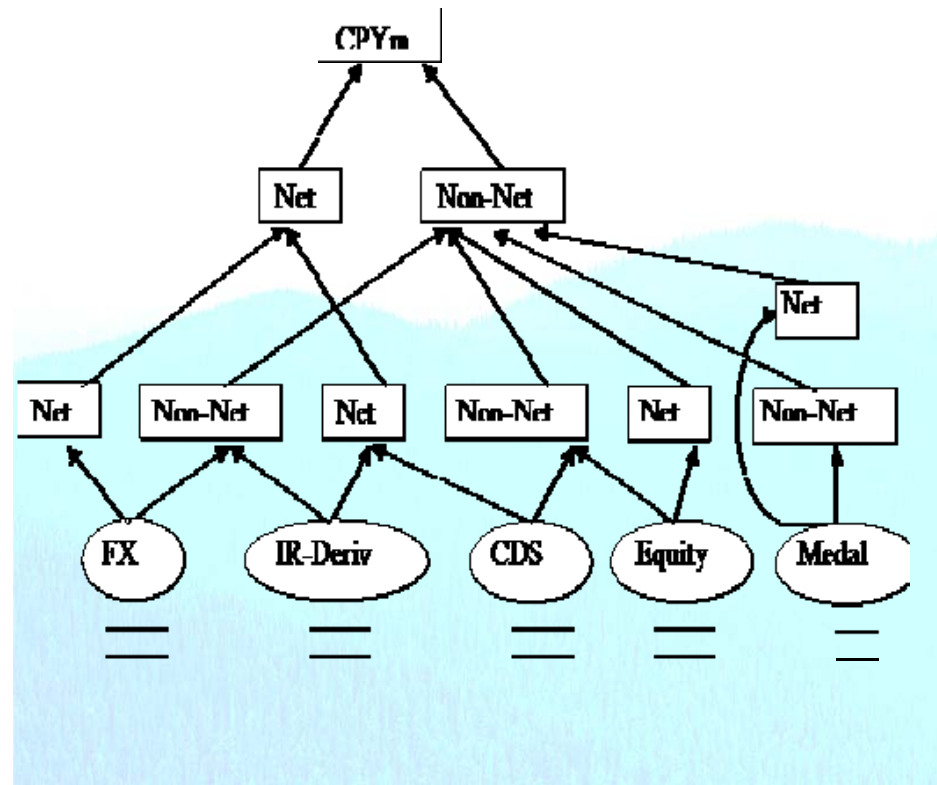 CPYm
Net
Non-Net
Net
Net
Non-Net
Net
Non-Net
Net
Non-Net
FX
IR-Deriv
CDS
Equity
Medal